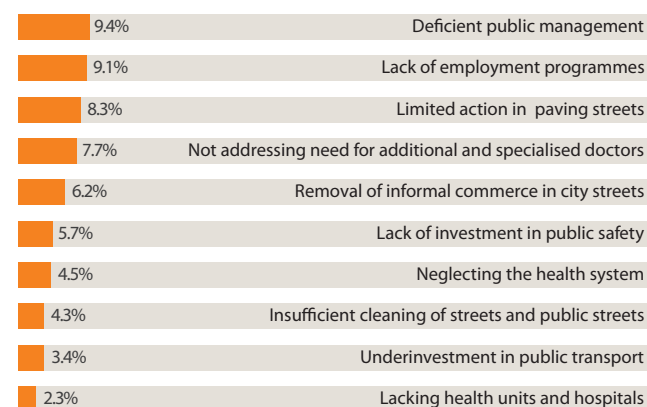 9.4% Deficient public management
9.1% Lack of employment programmes
8.3% Limited action in paving streets
7.7% Not addressing need for additional and specialised doctors
6.2% Removal of informal commerce in city streets
5.7% Lack of investment in public safety
4.5% Neglecting the health system
4.3% Insufficient cleaning of streets and public streets
3.4% Underinvestment in public transport
2.3% Lacking health units and hospitals